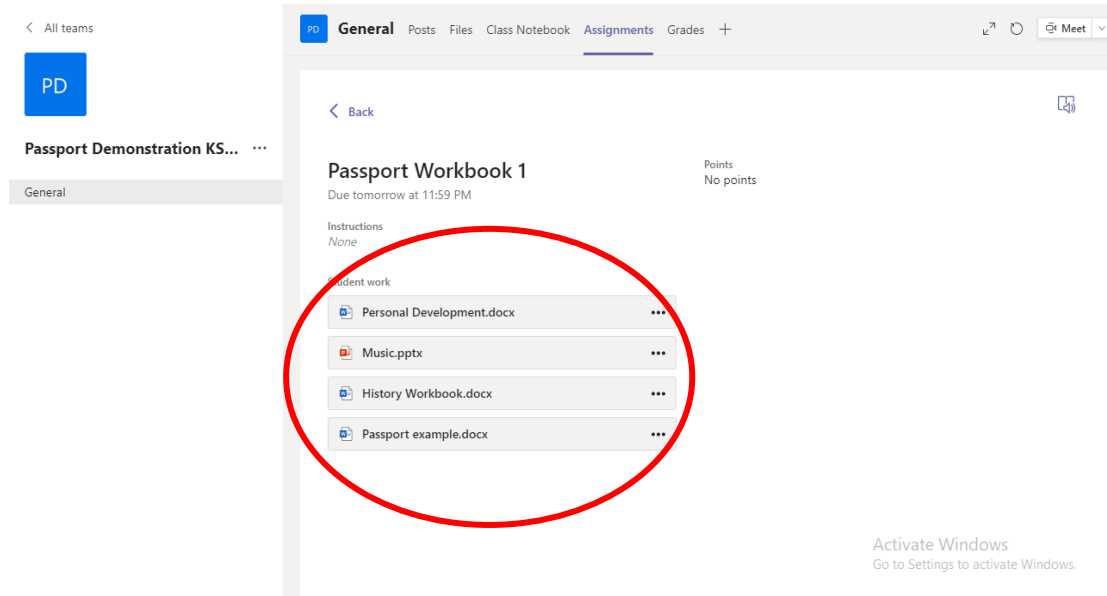 All teams
PD
Passport Demonstration KS...
General
PD General Posts Files Class Notebook Assignments Grades
Meet
Back
Passport Workbook 1
Due tomorrow at 11:59 PM
Points
No points
Instructions
None
Student work
Personal Development.docx
Music.pptx
History Workbook.docx
Passport example.docx
Activate Windows
Go to Settings to activate Windows.